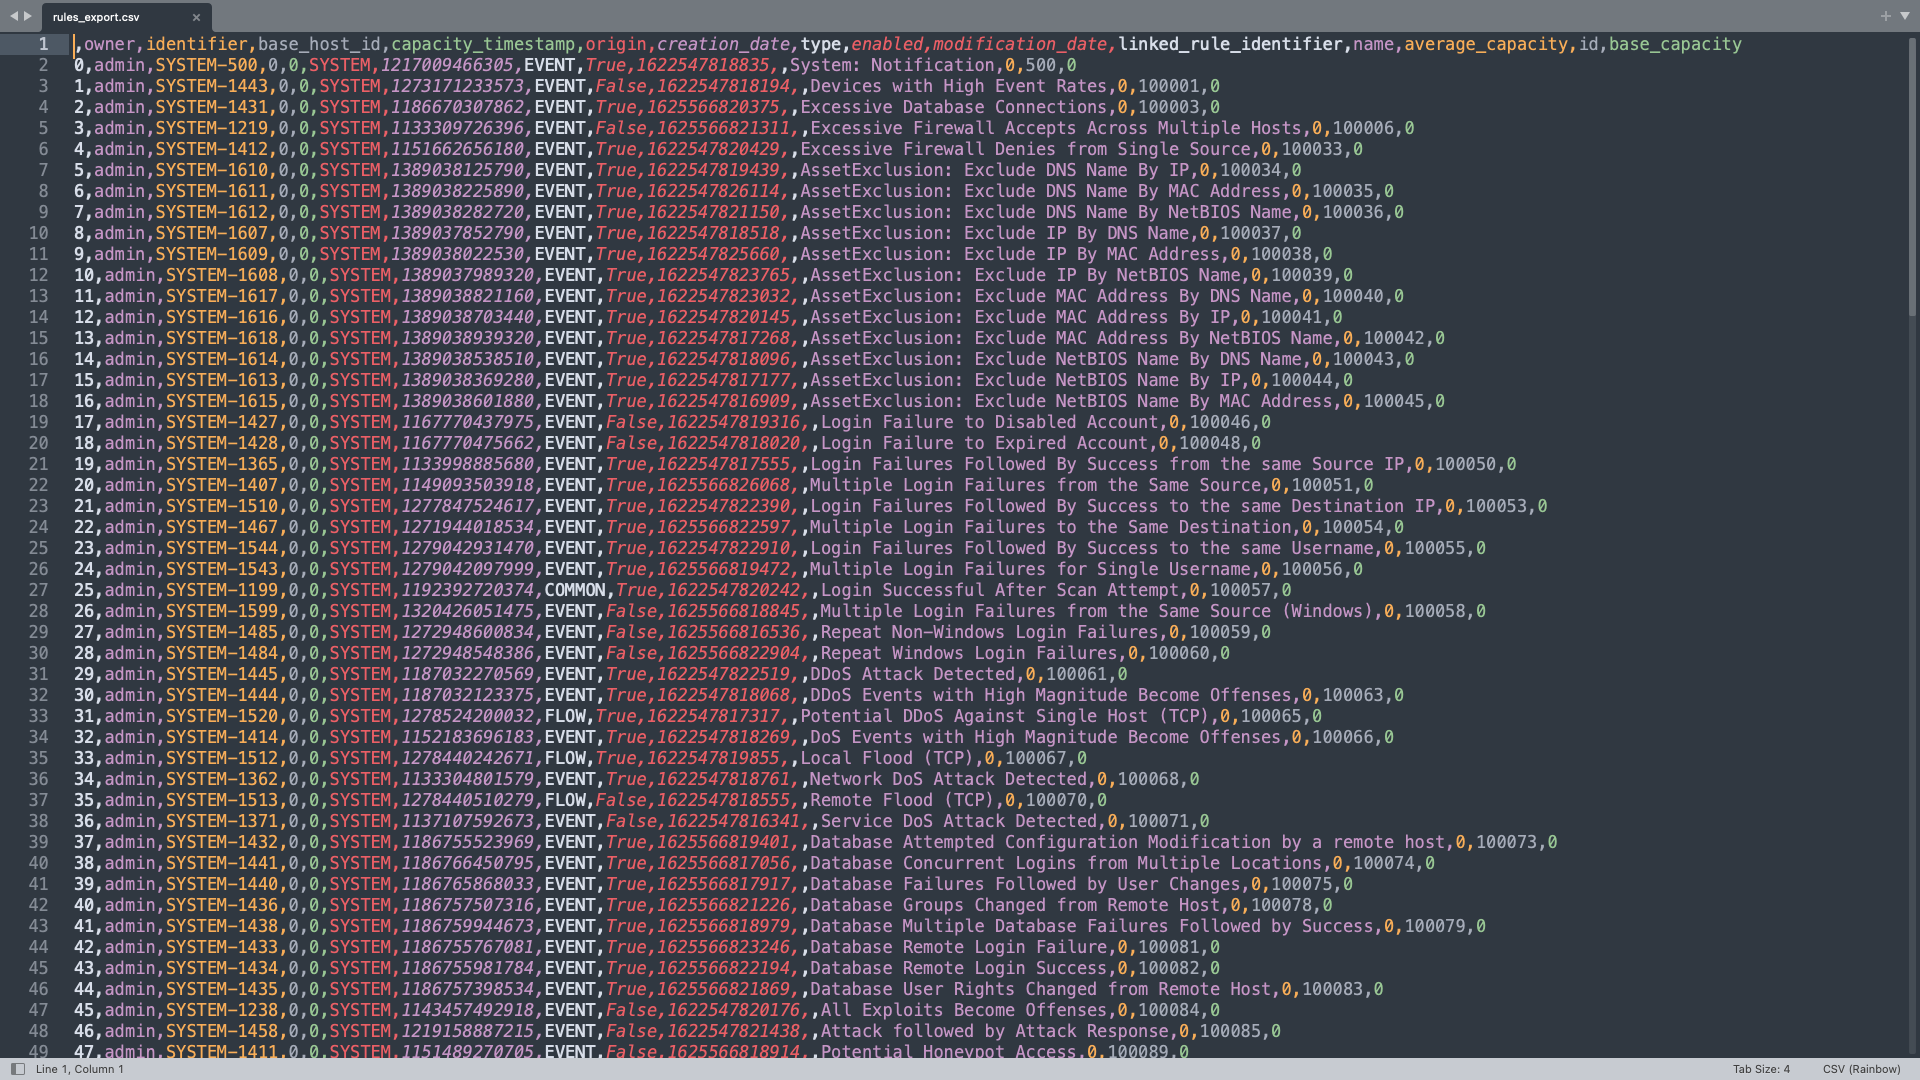 rules_export.csv
1 ,owner,identifier,base_host_id,capacity_timestamp,origin,creation_date,type,enabled,modification_date,linked_rule_identifier,name,average_capacity,id,base_capacity
2 0,admin,SYSTEM-500,0,0,SYSTEM,1217009466305,EVENT,True,1622547818835,,System: Notification,0,500,0
3 1,admin,SYSTEM-1443,0,0,SYSTEM,1273171233573,EVENT,False,1622547818194,,Devices with High Event Rates,0,100001,0
4 2,admin,SYSTEM-1431,0,0,SYSTEM,1186670307862,EVENT,True,1625566820375,,Excessive Database Connections,0,100003,0
5 3,admin,SYSTEM-1219,0,0,SYSTEM,1133309726396,EVENT,False,1625566821311,,Excessive Firewall Accepts Across Multiple Hosts,0,100006,0
6 4,admin,SYSTEM-1412,0,0,SYSTEM,1151662656180,EVENT,True,1622547820429,,Excessive Firewall Denies from Single Source,0,100033,0
7 5,admin,SYSTEM-1610,0,0,SYSTEM,1389038125790,EVENT,True,1622547819439,,AssetExclusion: Exclude DNS Name By IP,0,100034,0
8 6,admin,SYSTEM-1611,0,0,SYSTEM,1389038225890,EVENT,True,1622547826114,,AssetExclusion: Exclude DNS Name By MAC Address,0,100035,0
9 7,admin,SYSTEM-1612,0,0,SYSTEM,1389038282720,EVENT,True,1622547821150,,AssetExclusion: Exclude DNS Name By NetBIOS Name,0,100036,0
10 8,admin,SYSTEM-1607,0,0,SYSTEM,1389037852790,EVENT,True,1622547818518,,AssetExclusion: Exclude IP By DNS Name,0,100037,0
11 9,admin,SYSTEM-1609,0,0,SYSTEM,1389038022530,EVENT,True,1622547825660,,AssetExclusion: Exclude IP By MAC Address,0,100038,0
12 10,admin,SYSTEM-1608,0,0,SYSTEM,1389037989320,EVENT,True,1622547823765,,AssetExclusion: Exclude IP By NetBIOS Name,0,100039,0
13 11,admin,SYSTEM-1617,0,0,SYSTEM,1389038821160,EVENT,True,1622547823032,,AssetExclusion: Exclude MAC Address By DNS Name,0,100040,0
14 12,admin,SYSTEM-1616,0,0,SYSTEM,1389038703440,EVENT,True,1622547820145,,AssetExclusion: Exclude MAC Address By IP,0,100041,0
15 13,admin,SYSTEM-1618,0,0,SYSTEM,1389038939320,EVENT,True,1622547817268,,AssetExclusion: Exclude MAC Address By NetBIOS Name,0,100042,0
16 14,admin,SYSTEM-1614,0,0,SYSTEM,1389038538510,EVENT,True,1622547818096,,AssetExclusion: Exclude NetBIOS Name By DNS Name,0,100043,0
17 15,admin,SYSTEM-1613,0,0,SYSTEM,1389038369280,EVENT,True,1622547817177,,AssetExclusion: Exclude NetBIOS Name By IP,0,100044,0
18 16,admin,SYSTEM-1615,0,0,SYSTEM,1389038601880,EVENT,True,1622547816909,,AssetExclusion: Exclude NetBIOS Name By MAC Address,0,100045,0
19 17,admin,SYSTEM-1427,0,0,SYSTEM,1167770437975,EVENT,False,1622547819316,,Login Failure to Disabled Account,0,100046,0
20 18,admin,SYSTEM-1428,0,0,SYSTEM,1167770475662,EVENT,False,1622547818020,,Login Failure to Expired Account,0,100048,0
21 19,admin,SYSTEM-1365,0,0,SYSTEM,1133998885680,EVENT,True,1622547817555,,Login Failures Followed By Success from the same Source IP,0,100050,0
22 20,admin,SYSTEM-1407,0,0,SYSTEM,1149093503918,EVENT,True,1622547826068,,Multiple Login Failures from the Same Source,0,100051,0
23 21,admin,SYSTEM-1510,0,0,SYSTEM,1277847524617,EVENT,True,1622547822390,,Login Failures Followed By Success to the same Destination IP,0,100053,0
24 22,admin,SYSTEM-1467,0,0,SYSTEM,1271944018534,EVENT,True,1625566822597,,Multiple Login Failures to the Same Destination,0,100054,0
25 23,admin,SYSTEM-1544,0,0,SYSTEM,1279042931470,EVENT,True,1622547822910,,Login Failures Followed By Success to the same Username,0,100055,0
26 24,admin,SYSTEM-1543,0,0,SYSTEM,1279042097999,EVENT,True,1625566819472,,Multiple Login Failures for Single Username,0,100056,0
27 25,admin,SYSTEM-1199,0,0,SYSTEM,1192392720374,COMMON,True,1622547820242,,Login Successful After Scan Attempt,0,100057,0
28 26,admin,SYSTEM-1599,0,0,SYSTEM,1320426051475,EVENT,False,1625566818845,,Multiple Login Failures from the Same Source (Windows),0,100058,0
29 27,admin,SYSTEM-1485,0,0,SYSTEM,1272948600834,EVENT,False,1625566816536,,Repeat Non-Windows Login Failures,0,100059,0
30 28,admin,SYSTEM-1484,0,0,SYSTEM,1272948548386,EVENT,False,1625566822904,,Repeat Windows Login Failures,0,100060,0
31 29,admin,SYSTEM-1445,0,0,SYSTEM,1187032270569,EVENT,True,1622547822519,,DDoS Attack Detected,0,100061,0
32 30,admin,SYSTEM-1444,0,0,SYSTEM,1187032123375,EVENT,True,1622547818068,,DDoS Events with High Magnitude Become Offenses,0,100063,0
33 31,admin,SYSTEM-1520,0,0,SYSTEM,1278524200032,FLOW,True,1622547817317,,Potential DDoS Against Single Host (TCP),0,100065,0
34 32,admin,SYSTEM-1414,0,0,SYSTEM,1152183696183,EVENT,True,1622547818269,,DoS Events with High Magnitude Become Offenses,0,100066,0
35 33,admin,SYSTEM-1512,0,0,SYSTEM,1278440242671,FLOW,True,1622547819855,,Local Flood (TCP),0,100067,0
36 34,admin,SYSTEM-1362,0,0,SYSTEM,1133304801579,EVENT,True,1622547818761,,Network DoS Attack Detected,0,100068,0
37 35,admin,SYSTEM-1513,0,0,SYSTEM,1278440510279,FLOW,False,1622547818555,,Remote Flood (TCP),0,100070,0
38 36,admin,SYSTEM-1371,0,0,SYSTEM,1137107592673,EVENT,False,1622547816341,,Service DoS Attack Detected,0,100071,0
39 37,admin,SYSTEM-1432,0,0,SYSTEM,1186755523969,EVENT,True,1625566819401,,Database Attempted Configuration Modification by a remote host,0,100073,0
40 38,admin,SYSTEM-1441,0,0,SYSTEM,1186766450795,EVENT,True,1625566817056,,Database Concurrent Logins from Multiple Locations,0,100074,0
41 39,admin,SYSTEM-1440,0,0,SYSTEM,1186765868033,EVENT,True,1625566817917,,Database Failures Followed by User Changes,0,100075,0
42 40,admin,SYSTEM-1436,0,0,SYSTEM,1186757507316,EVENT,True,1625566821226,,Database Groups Changed from Remote Host,0,100078,0
43 41,admin,SYSTEM-1438,0,0,SYSTEM,1186759944673,EVENT,True,1625566818979,,Database Multiple Database Failures Followed by Success,0,100079,0
44 42,admin,SYSTEM-1433,0,0,SYSTEM,1186755767081,EVENT,True,1625566823246,,Database Remote Login Failure,0,100081,0
45 43,admin,SYSTEM-1434,0,0,SYSTEM,1186755981784,EVENT,True,1625566822194,,Database Remote Login Success,0,100082,0
46 44,admin,SYSTEM-1435,0,0,SYSTEM,1186757398534,EVENT,True,1625566821869,,Database User Rights Changed from Remote Host,0,100083,0
47 45,admin,SYSTEM-1238,0,0,SYSTEM,1143457492918,EVENT,False,1622547820176,,All Exploits Become Offenses,0,100084,0
48 46,admin,SYSTEM-1458,0,0,SYSTEM,1219158887215,EVENT,False,1622547821438,,Attack followed by Attack Response,0,100085,0
49 47,admin,SYSTEM-1411,0,0,SYSTEM,1151489270705,EVENT,False,1625566818914,,Potential Honeypot Access,0,100089,0
Line 1, Column 1
Tab Size: 4
CSV (Rainbow)